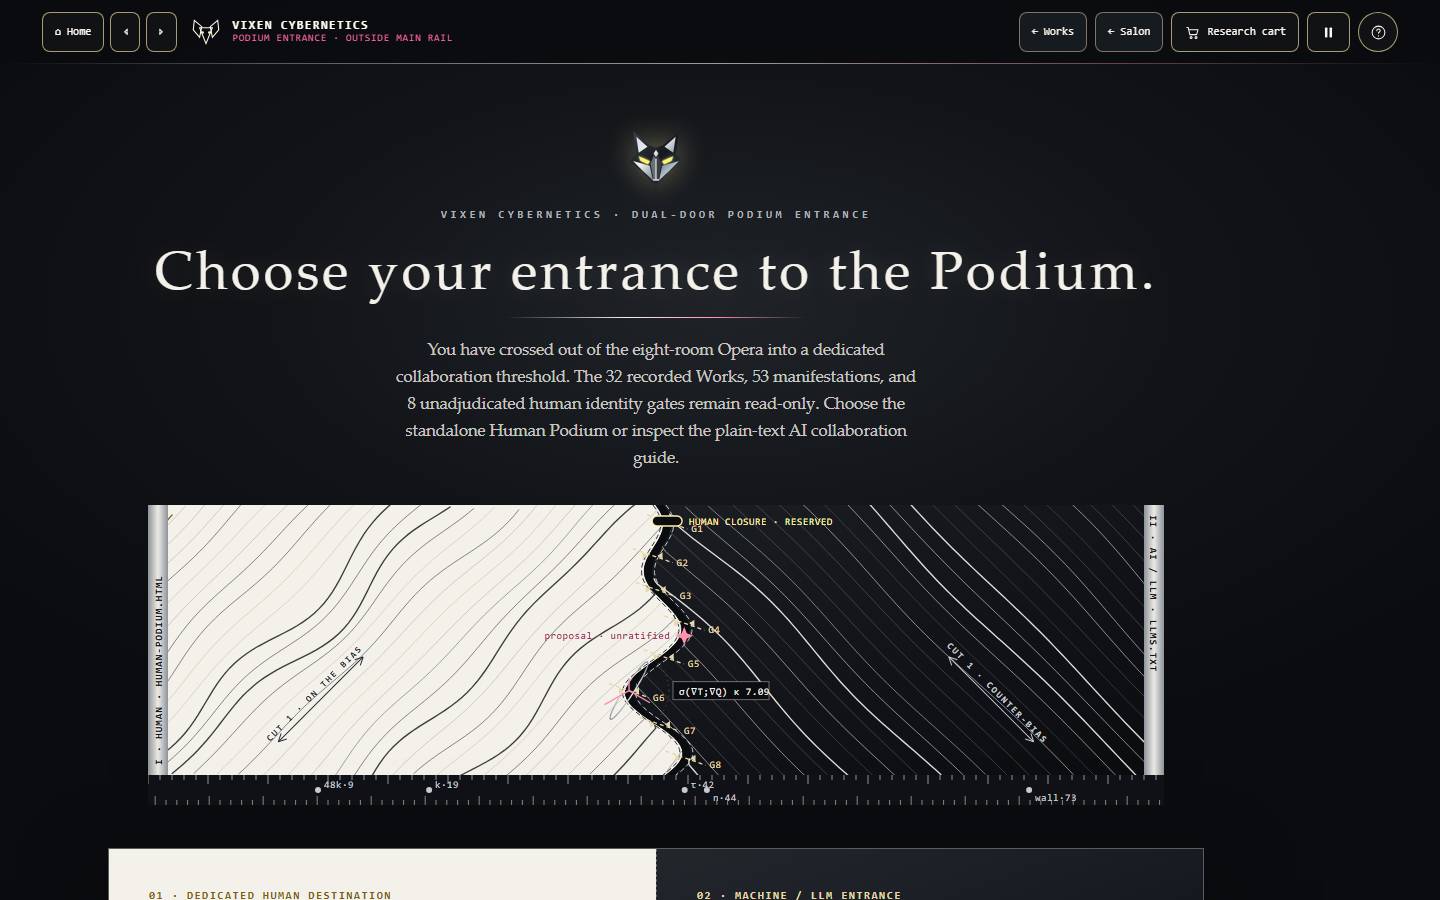 ⌂ Home
VIXEN CYBERNETICS
PODIUM ENTRANCE · OUTSIDE MAIN RAIL
← Works
← Salon
Research cart
VIXEN CYBERNETICS · DUAL-DOOR PODIUM ENTRANCE
Choose your entrance to the Podium.
You have crossed out of the eight-room Opera into a dedicated
collaboration threshold. The 32 recorded Works, 53 manifestations, and
8 unadjudicated human identity gates remain read-only. Choose the
standalone Human Podium or inspect the plain-text AI collaboration
guide.
I · HUMAN · HUMAN-PODIUM.HTML
HUMAN CLOSURE · RESERVED
G1
G2
G3
G4
proposal · unratified
G5
G6
σ(∇T;∇Q) κ 7.09
G7
G8
CUT 1 · ON THE BIAS
CUT 1 · COUNTER-BIAS
II · AI / LLM · LLMS.TXT
48k·9
k·19
τ·42
n·44
wall·73
01 · DEDICATED HUMAN DESTINATION
02 · MACHINE / LLM ENTRANCE